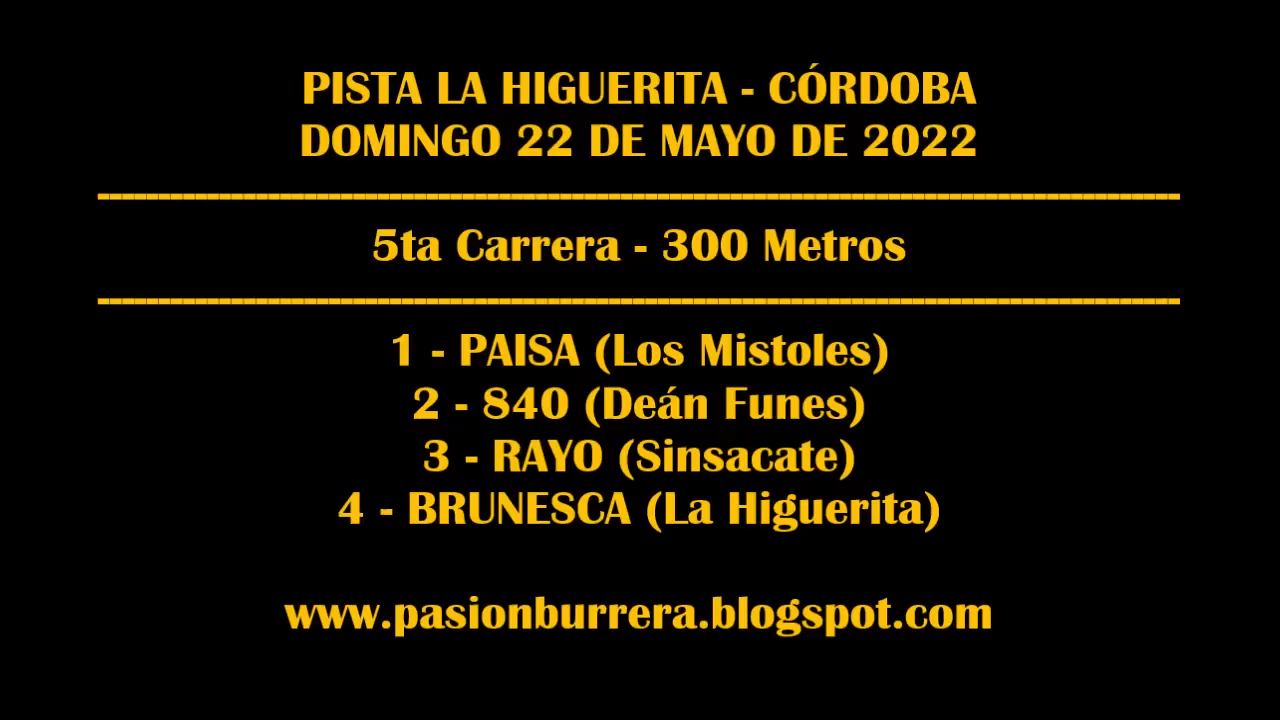 PISTA LA HIGUERITA - CÓRDOBA
DOMINGO 22 DE MAYO DE 2022
5ta Carrera - 300 Metros
1 - PAISA (Los Mistoles)
2 - 840 (Deán Funes)
3 - RAYO (Sinsacate)
4 - BRUNESCA (La Higuerita)
www.pasionburrera.blogspot.com